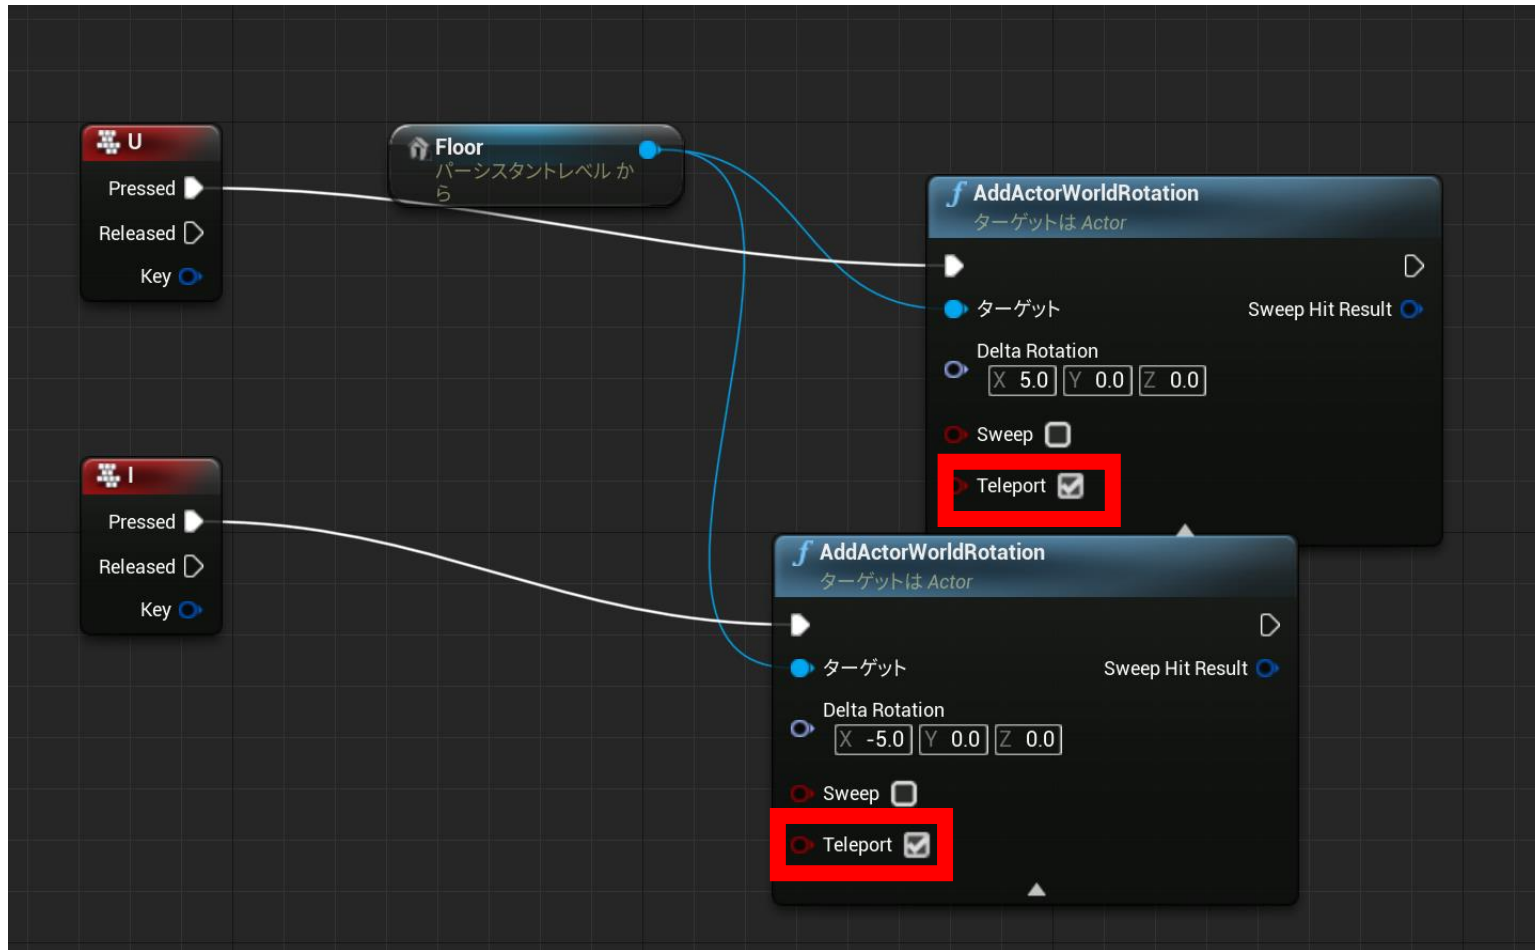 U
Pressed
Released
Key
Floor
パーシスタントレベル か
ら
AddActorWorldRotation
ターゲットは Actor
ターゲット
Sweep Hit Result
Delta Rotation
X 5.0 Y 0.0 Z 0.0
Sweep
Teleport
I
Pressed
Released
Key
AddActorWorldRotation
ターゲットは Actor
ターゲット
Sweep Hit Result
Delta Rotation
X -5.0 Y 0.0 Z 0.0
Sweep
Teleport